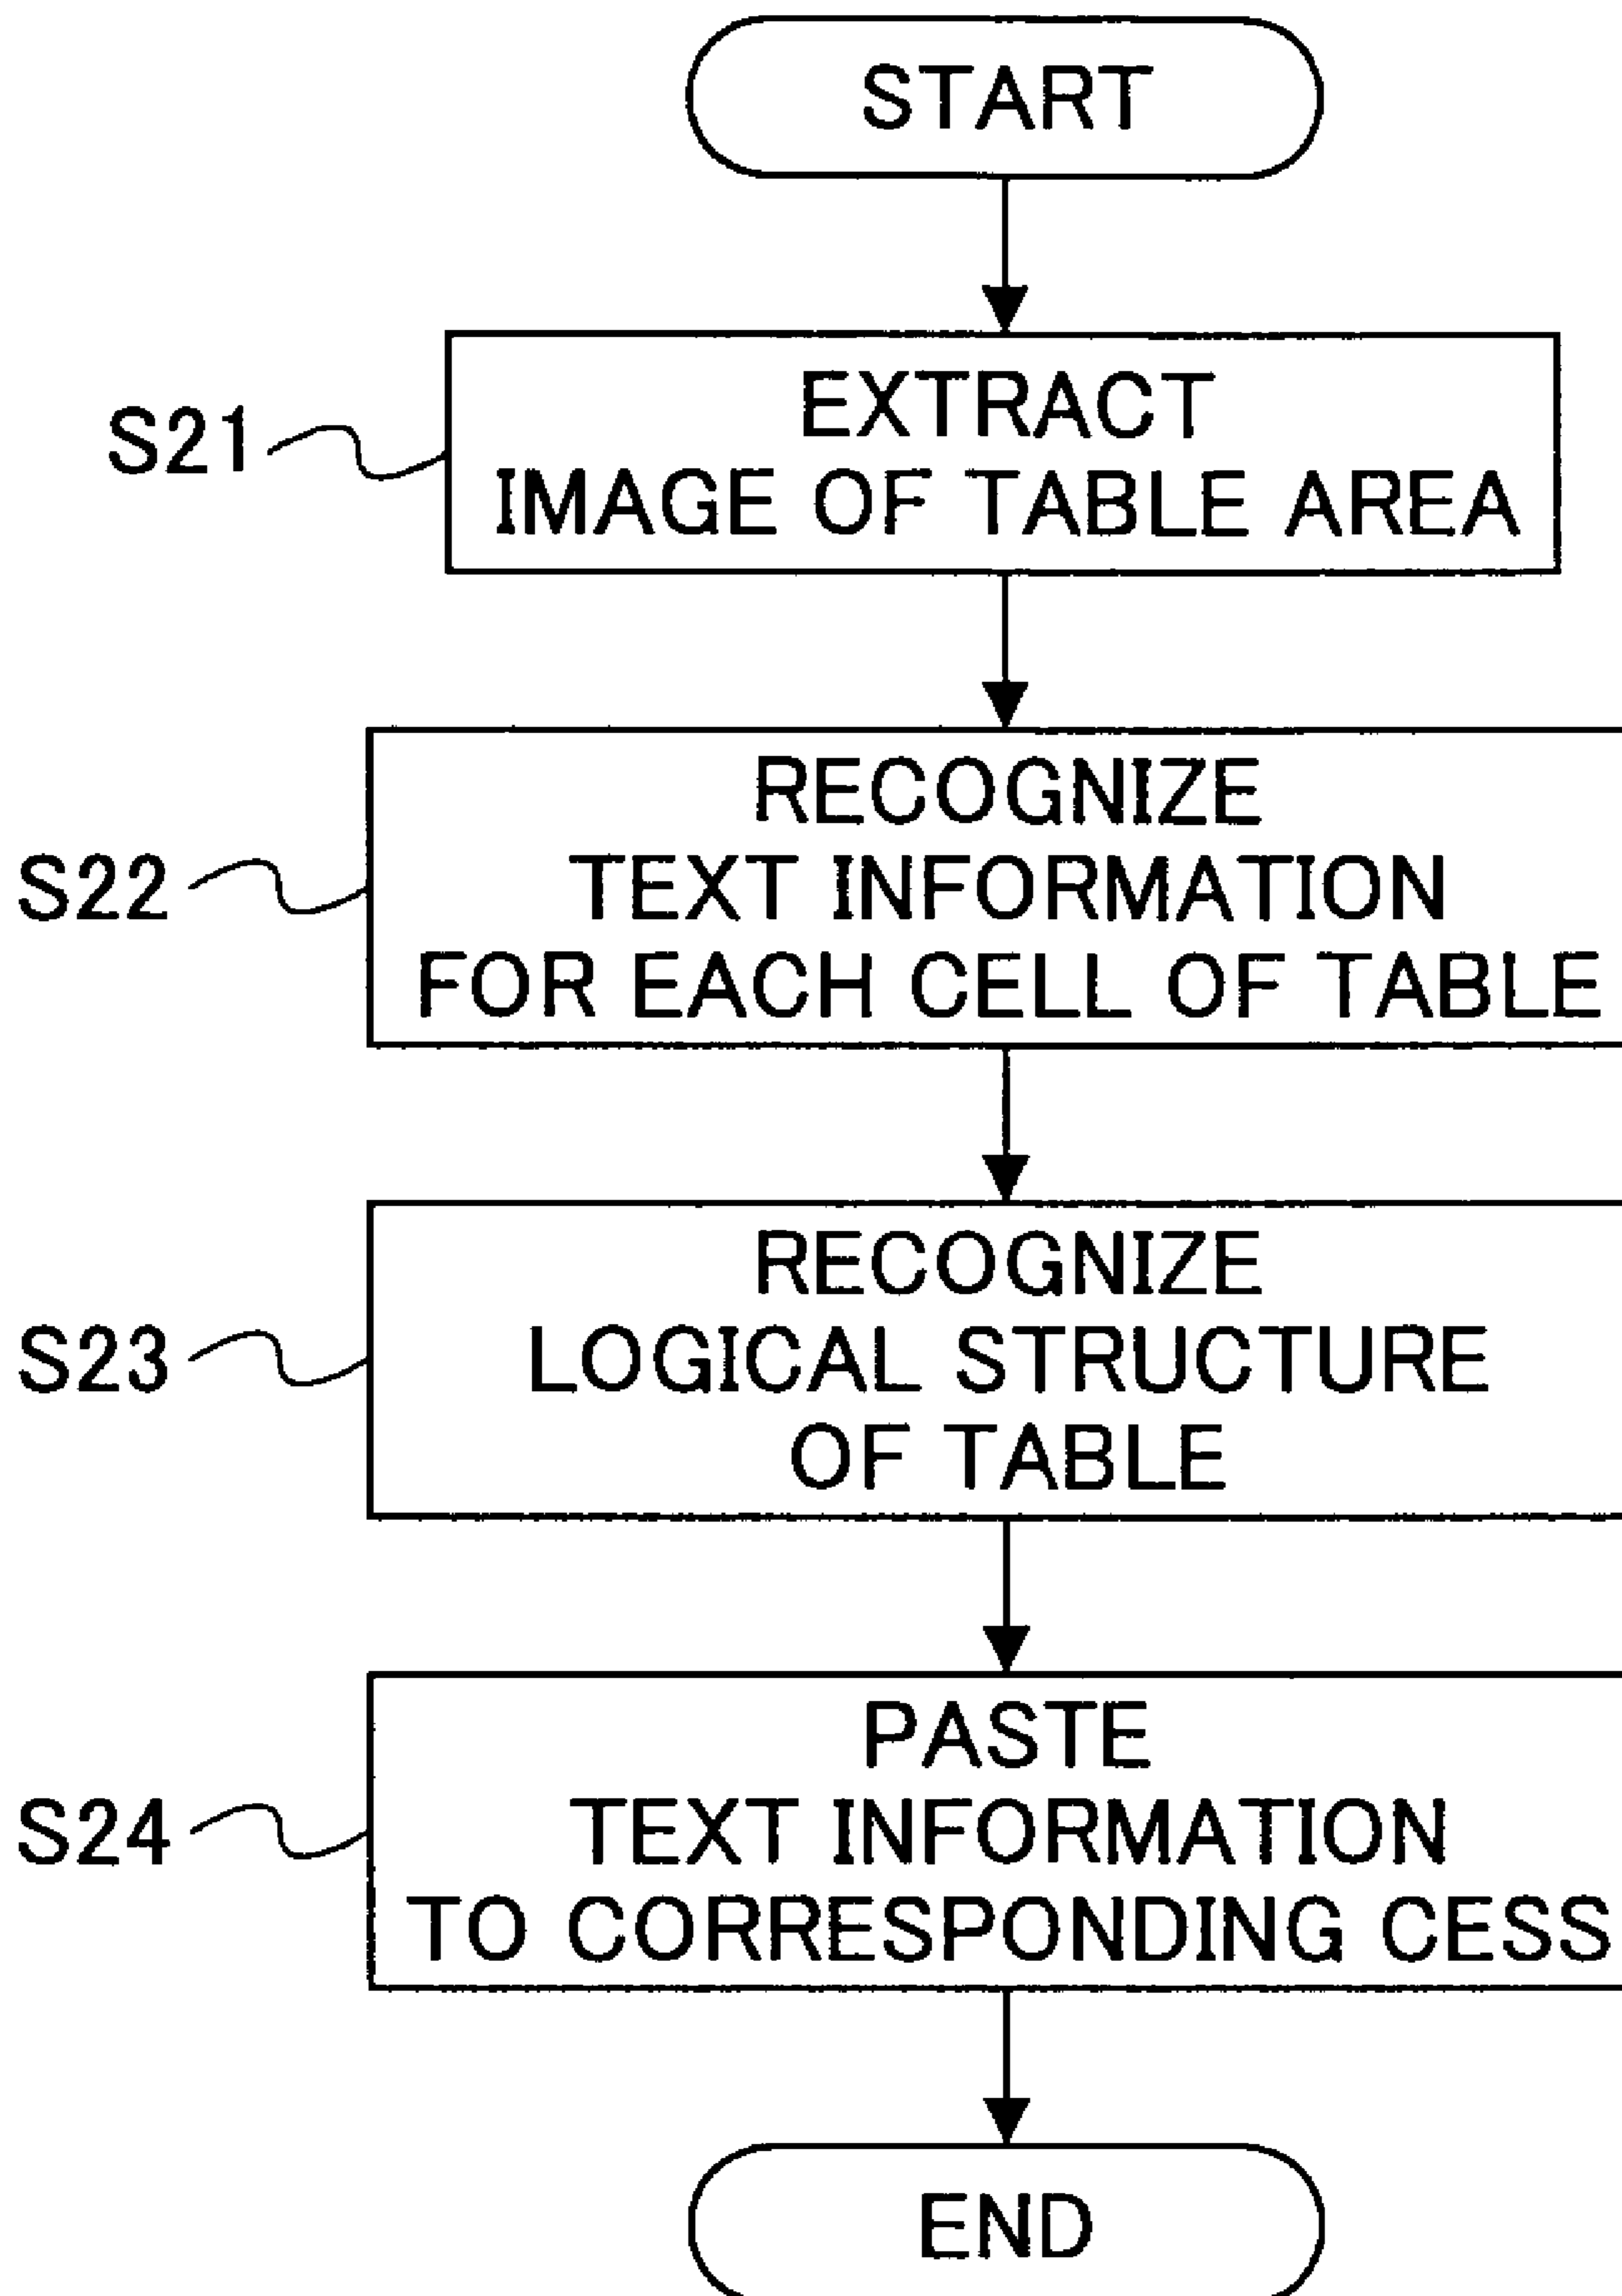 START
S21
EXTRACT
IMAGE OF TABLE AREA
S22
RECOGNIZE
TEXT INFORMATION
FOR EACH CELL OF TABLE
S23
RECOGNIZE
LOGICAL STRUCTURE
OF TABLE
S24
PASTE
TEXT INFORMATION
TO CORRESPONDING CESS
END